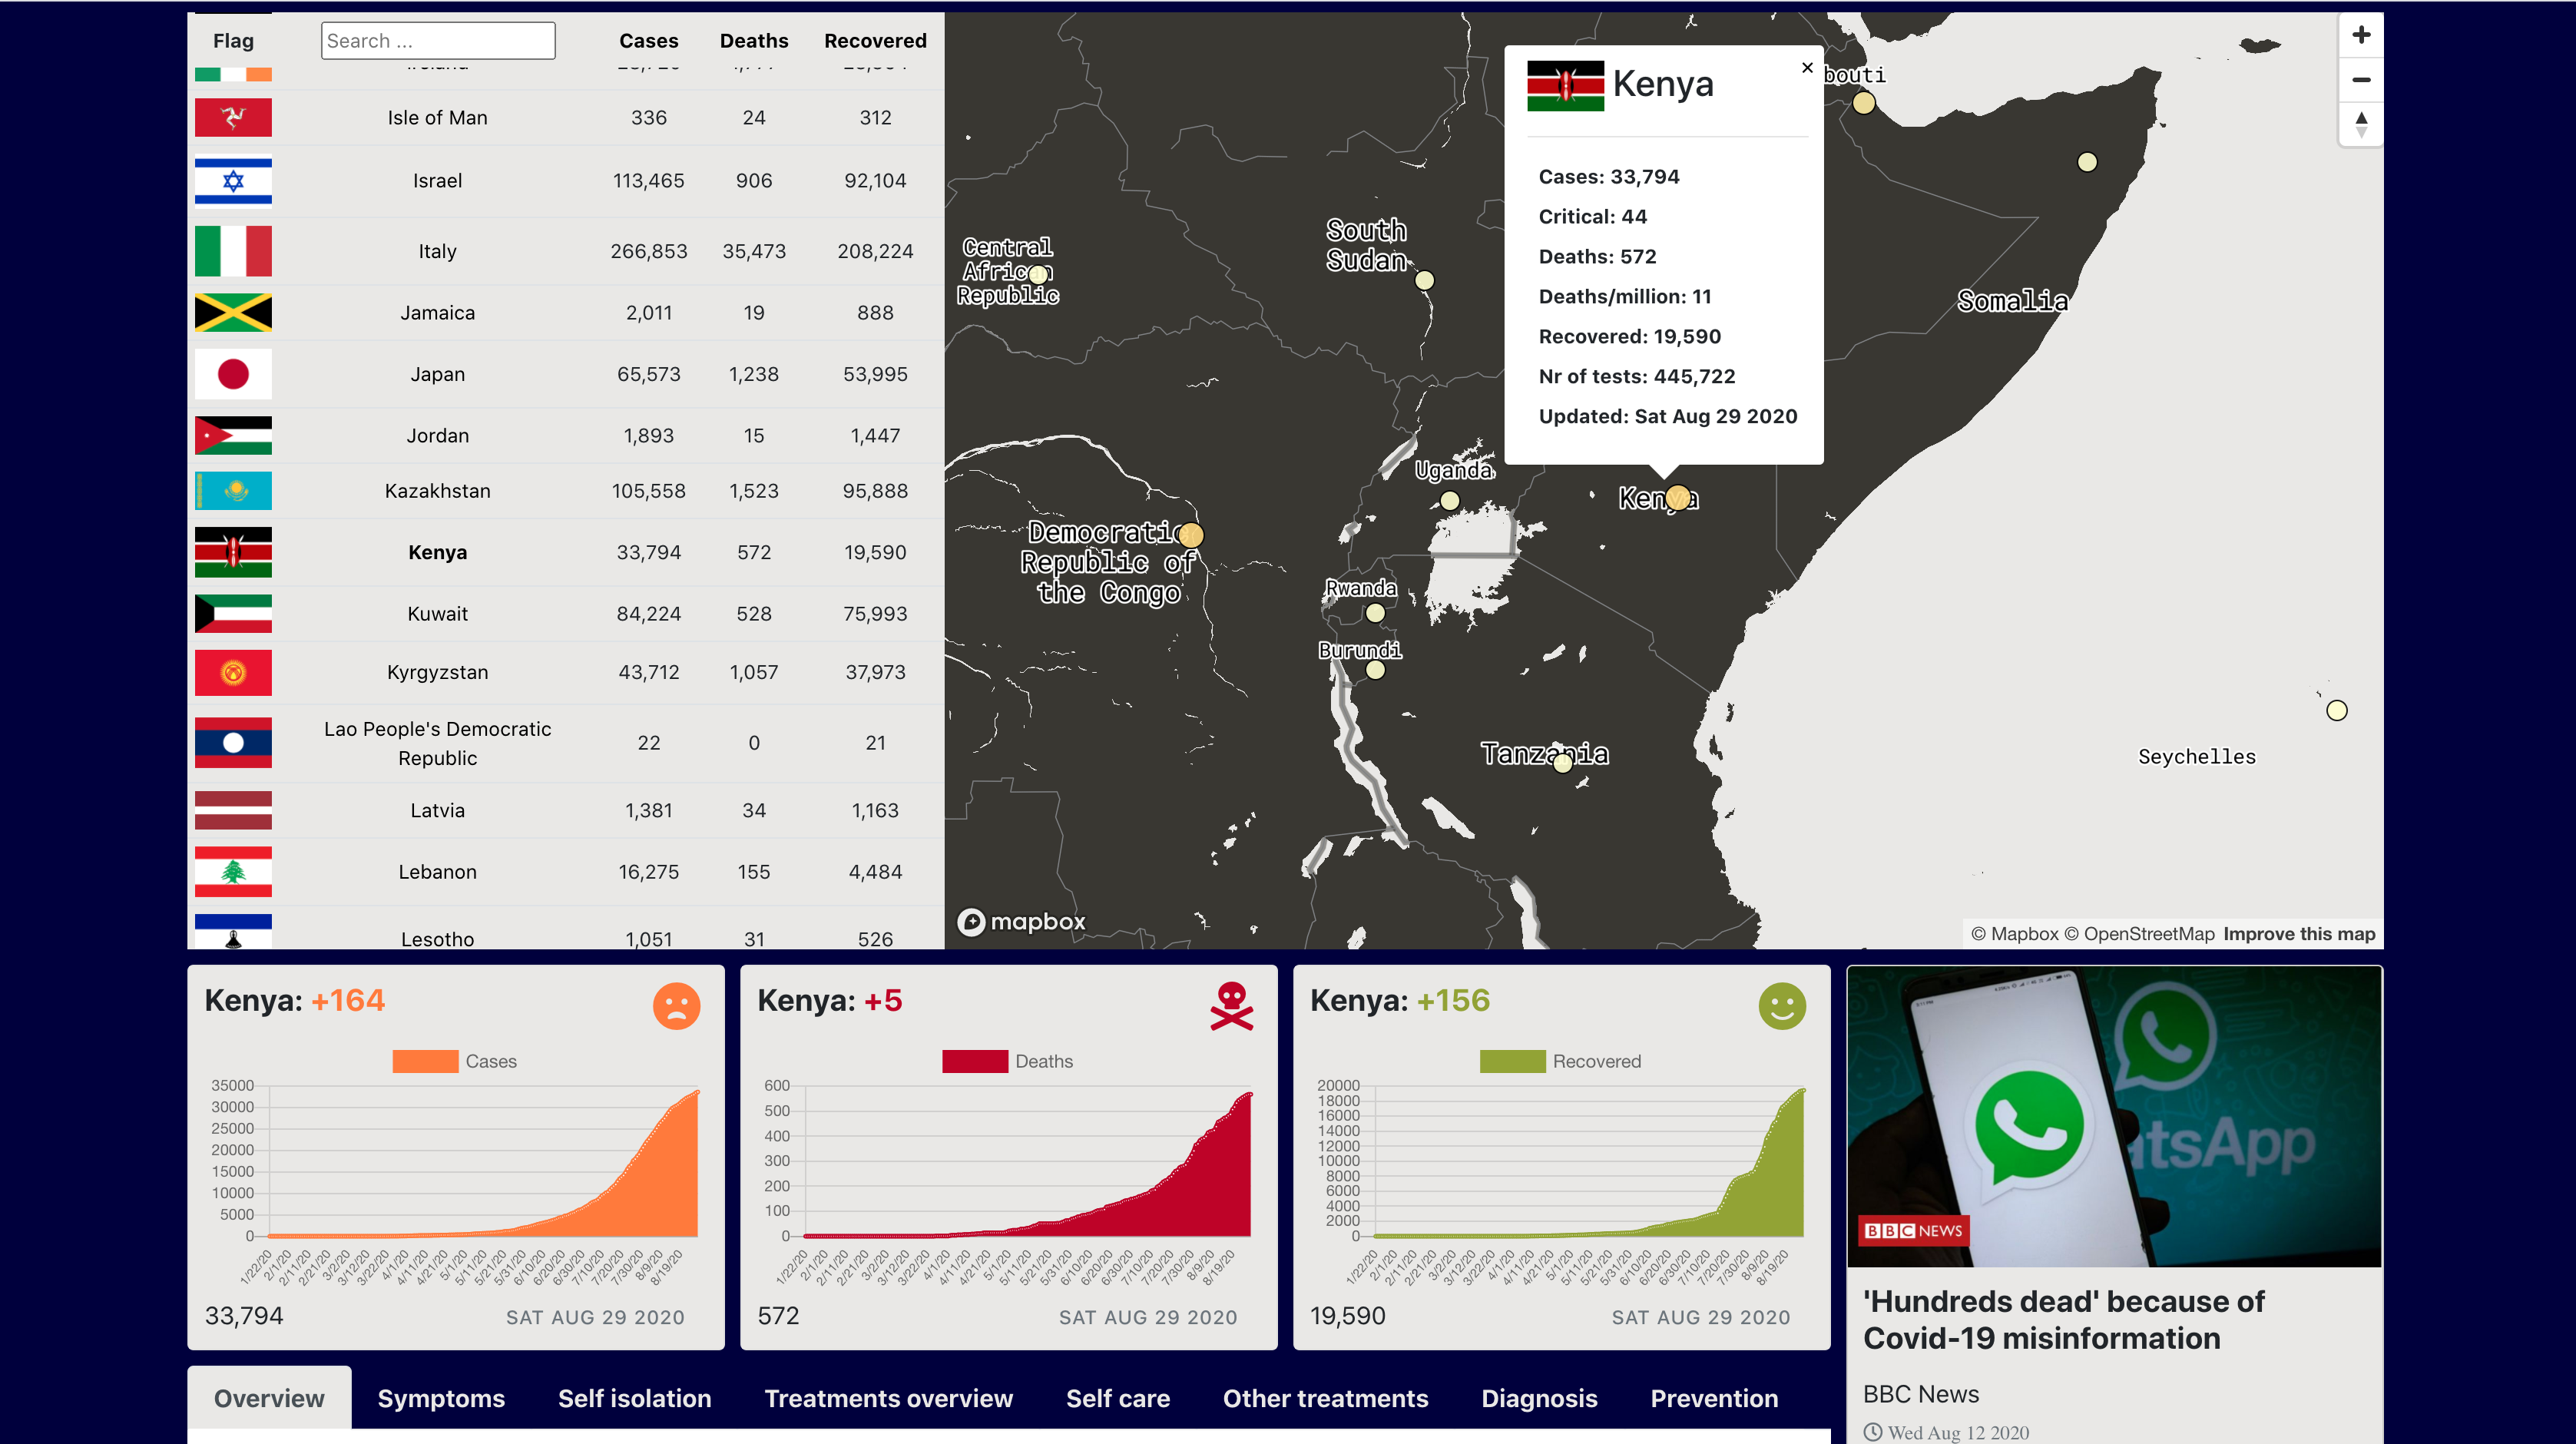 Flag Search ... Cases Deaths Recovered
Isle of Man 336 24 312
Israel 113,465 906 92,104
Italy 266,853 35,473 208,224
Jamaica 2,011 19 888
Japan 65,573 1,238 53,995
Jordan 1,893 15 1,447
Kazakhstan 105,558 1,523 95,888
Kenya 33,794 572 19,590
Kuwait 84,224 528 75,993
Kyrgyzstan 43,712 1,057 37,973
Lao People's Democratic
Republic 22 0 21
Latvia 1,381 34 1,163
Lebanon 16,275 155 4,484
Lesotho 1,051 31 526
Kenya
×
Cases: 33,794
Critical: 44
Deaths: 572
Deaths/million: 11
Recovered: 19,590
Nr of tests: 445,722
Updated: Sat Aug 29 2020
bouti
Central
African
Republic
South
Sudan
Somalia
Uganda
Kenya
Democratic
Republic of
the Congo
Rwanda
Burundi
Tanzania
Seychelles
mapbox
© Mapbox © OpenStreetMap Improve this map
Kenya: +164
Cases
35000
30000
25000
20000
15000
10000
5000
0
1/22/20 2/1/20 2/11/20 2/21/20 3/2/20 3/12/20 3/22/20 4/1/20 4/11/20 4/21/20 5/1/20 5/11/20 5/21/20 5/31/20 6/10/20 6/20/20 6/30/20 7/10/20 7/20/20 7/30/20 8/9/20 8/19/20
33,794 SAT AUG 29 2020
Kenya: +5
Deaths
600
500
400
300
200
100
0
1/22/20 2/1/20 2/11/20 2/21/20 3/2/20 3/12/20 3/22/20 4/1/20 4/11/20 4/21/20 5/1/20 5/11/20 5/21/20 5/31/20 6/10/20 6/20/20 6/30/20 7/10/20 7/20/20 7/30/20 8/9/20 8/19/20
572 SAT AUG 29 2020
Kenya: +156
Recovered
20000
18000
16000
14000
12000
10000
8000
6000
4000
2000
0
1/22/20 2/1/20 2/11/20 2/21/20 3/2/20 3/12/20 3/22/20 4/1/20 4/11/20 4/21/20 5/1/20 5/11/20 5/21/20 5/31/20 6/10/20 6/20/20 6/30/20 7/10/20 7/20/20 7/30/20 8/9/20 8/19/20
19,590 SAT AUG 29 2020
atsApp
BBC NEWS
'Hundreds dead' because of
Covid-19 misinformation
BBC News
Wed Aug 12 2020
Overview Symptoms Self isolation Treatments overview Self care Other treatments Diagnosis Prevention